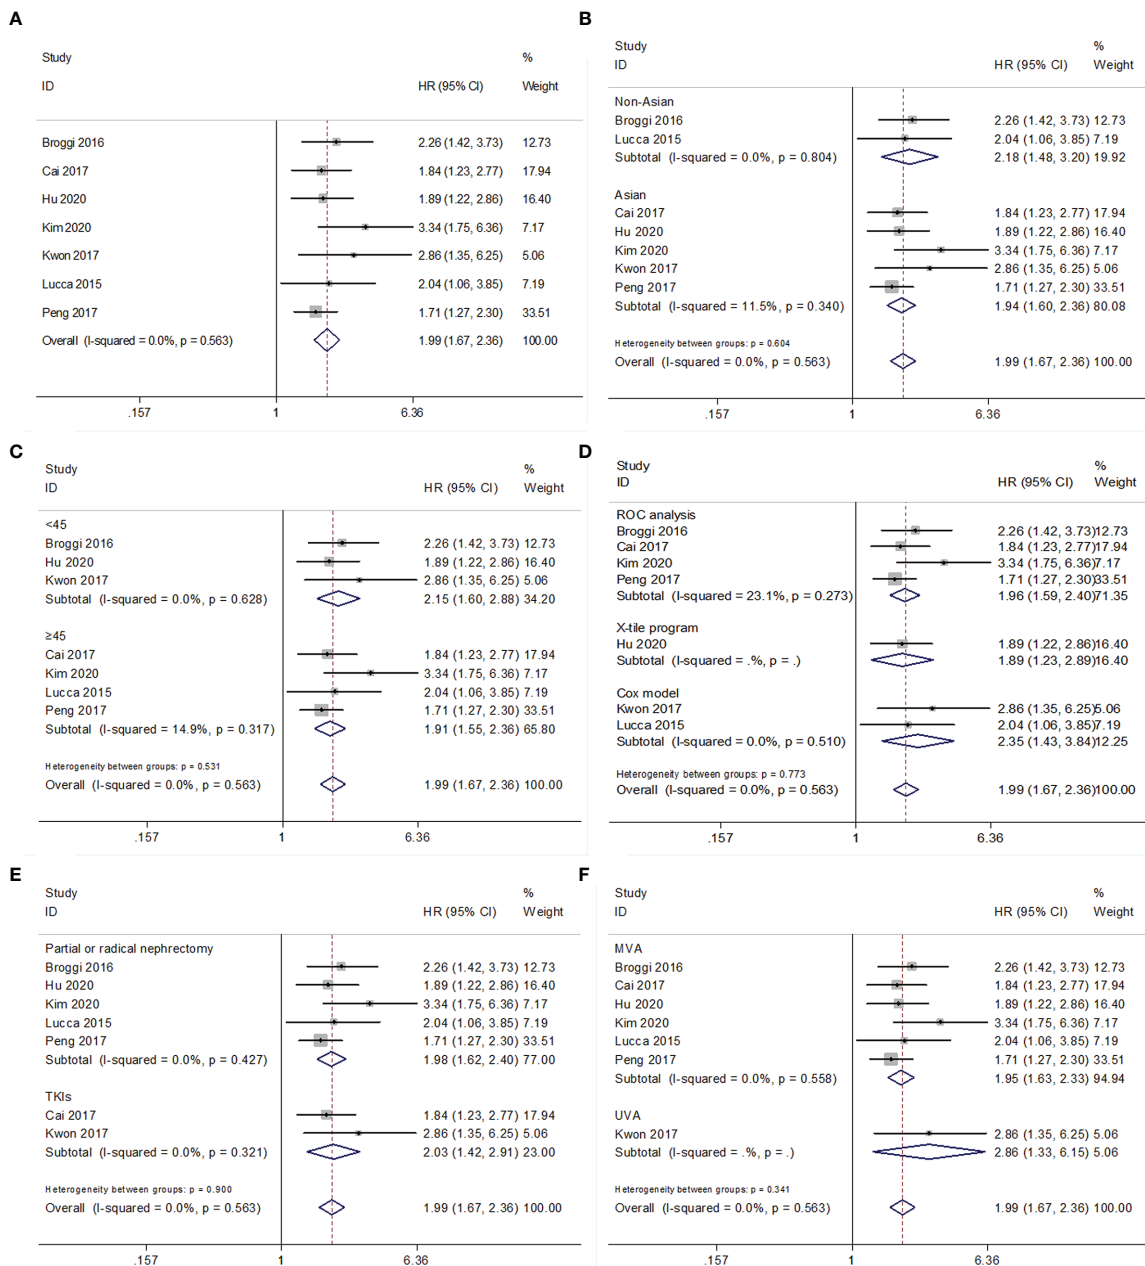 A
Study %
ID HR (95% CI) Weight
Broggi 2016 2.26 (1.42, 3.73) 12.73
Cai 2017 1.84 (1.23, 2.77) 17.94
Hu 2020 1.89 (1.22, 2.86) 16.40
Kim 2020 3.34 (1.75, 6.36) 7.17
Kwon 2017 2.86 (1.35, 6.25) 5.06
Lucca 2015 2.04 (1.06, 3.85) 7.19
Peng 2017 1.71 (1.27, 2.30) 33.51
Overall (I-squared = 0.0%, p = 0.563) 1.99 (1.67, 2.36) 100.00
.157 1 6.36
B
Study %
ID HR (95% CI) Weight
Non-Asian
Broggi 2016 2.26 (1.42, 3.73) 12.73
Lucca 2015 2.04 (1.06, 3.85) 7.19
Subtotal (I-squared = 0.0%, p = 0.804) 2.18 (1.48, 3.20) 19.92
Asian
Cai 2017 1.84 (1.23, 2.77) 17.94
Hu 2020 1.89 (1.22, 2.86) 16.40
Kim 2020 3.34 (1.75, 6.36) 7.17
Kwon 2017 2.86 (1.35, 6.25) 5.06
Peng 2017 1.71 (1.27, 2.30) 33.51
Subtotal (I-squared = 11.5%, p = 0.340) 1.94 (1.60, 2.36) 80.08
Heterogeneity between groups: p = 0.604
Overall (I-squared = 0.0%, p = 0.563) 1.99 (1.67, 2.36) 100.00
.157 1 6.36
C
Study %
ID HR (95% CI) Weight
<45
Broggi 2016 2.26 (1.42, 3.73) 12.73
Hu 2020 1.89 (1.22, 2.86) 16.40
Kwon 2017 2.86 (1.35, 6.25) 5.06
Subtotal (I-squared = 0.0%, p = 0.628) 2.15 (1.60, 2.88) 34.20
≥45
Cai 2017 1.84 (1.23, 2.77) 17.94
Kim 2020 3.34 (1.75, 6.36) 7.17
Lucca 2015 2.04 (1.06, 3.85) 7.19
Peng 2017 1.71 (1.27, 2.30) 33.51
Subtotal (I-squared = 14.9%, p = 0.317) 1.91 (1.55, 2.36) 65.80
Heterogeneity between groups: p = 0.531
Overall (I-squared = 0.0%, p = 0.563) 1.99 (1.67, 2.36) 100.00
.157 1 6.36
D
Study %
ID HR (95% CI) Weight
ROC analysis
Broggi 2016 2.26 (1.42, 3.73)12.73
Cai 2017 1.84 (1.23, 2.77)17.94
Kim 2020 3.34 (1.75, 6.36)7.17
Peng 2017 1.71 (1.27, 2.30)33.51
Subtotal (I-squared = 23.1%, p = 0.273) 1.96 (1.59, 2.40)71.35
X-tile program
Hu 2020 1.89 (1.22, 2.86)16.40
Subtotal (I-squared = .%, p = .) 1.89 (1.23, 2.89)16.40
Cox model
Kwon 2017 2.86 (1.35, 6.25)5.06
Lucca 2015 2.04 (1.06, 3.85)7.19
Subtotal (I-squared = 0.0%, p = 0.510) 2.35 (1.43, 3.84)12.25
Heterogeneity between groups: p = 0.773
Overall (I-squared = 0.0%, p = 0.563) 1.99 (1.67, 2.36)100.00
.157 1 6.36
E
Study %
ID HR (95% CI) Weight
Partial or radical nephrectomy
Broggi 2016 2.26 (1.42, 3.73) 12.73
Hu 2020 1.89 (1.22, 2.86) 16.40
Kim 2020 3.34 (1.75, 6.36) 7.17
Lucca 2015 2.04 (1.06, 3.85) 7.19
Peng 2017 1.71 (1.27, 2.30) 33.51
Subtotal (I-squared = 0.0%, p = 0.427) 1.98 (1.62, 2.40) 77.00
TKIs
Cai 2017 1.84 (1.23, 2.77) 17.94
Kwon 2017 2.86 (1.35, 6.25) 5.06
Subtotal (I-squared = 0.0%, p = 0.321) 2.03 (1.42, 2.91) 23.00
Heterogeneity between groups: p = 0.900
Overall (I-squared = 0.0%, p = 0.563) 1.99 (1.67, 2.36) 100.00
.157 1 6.36
F
Study %
ID HR (95% CI) Weight
MVA
Broggi 2016 2.26 (1.42, 3.73) 12.73
Cai 2017 1.84 (1.23, 2.77) 17.94
Hu 2020 1.89 (1.22, 2.86) 16.40
Kim 2020 3.34 (1.75, 6.36) 7.17
Lucca 2015 2.04 (1.06, 3.85) 7.19
Peng 2017 1.71 (1.27, 2.30) 33.51
Subtotal (I-squared = 0.0%, p = 0.558) 1.95 (1.63, 2.33) 94.94
UVA
Kwon 2017 2.86 (1.35, 6.25) 5.06
Subtotal (I-squared = .%, p = .) 2.86 (1.33, 6.15) 5.06
Heterogeneity between groups: p = 0.341
Overall (I-squared = 0.0%, p = 0.563) 1.99 (1.67, 2.36) 100.00
.157 1 6.36